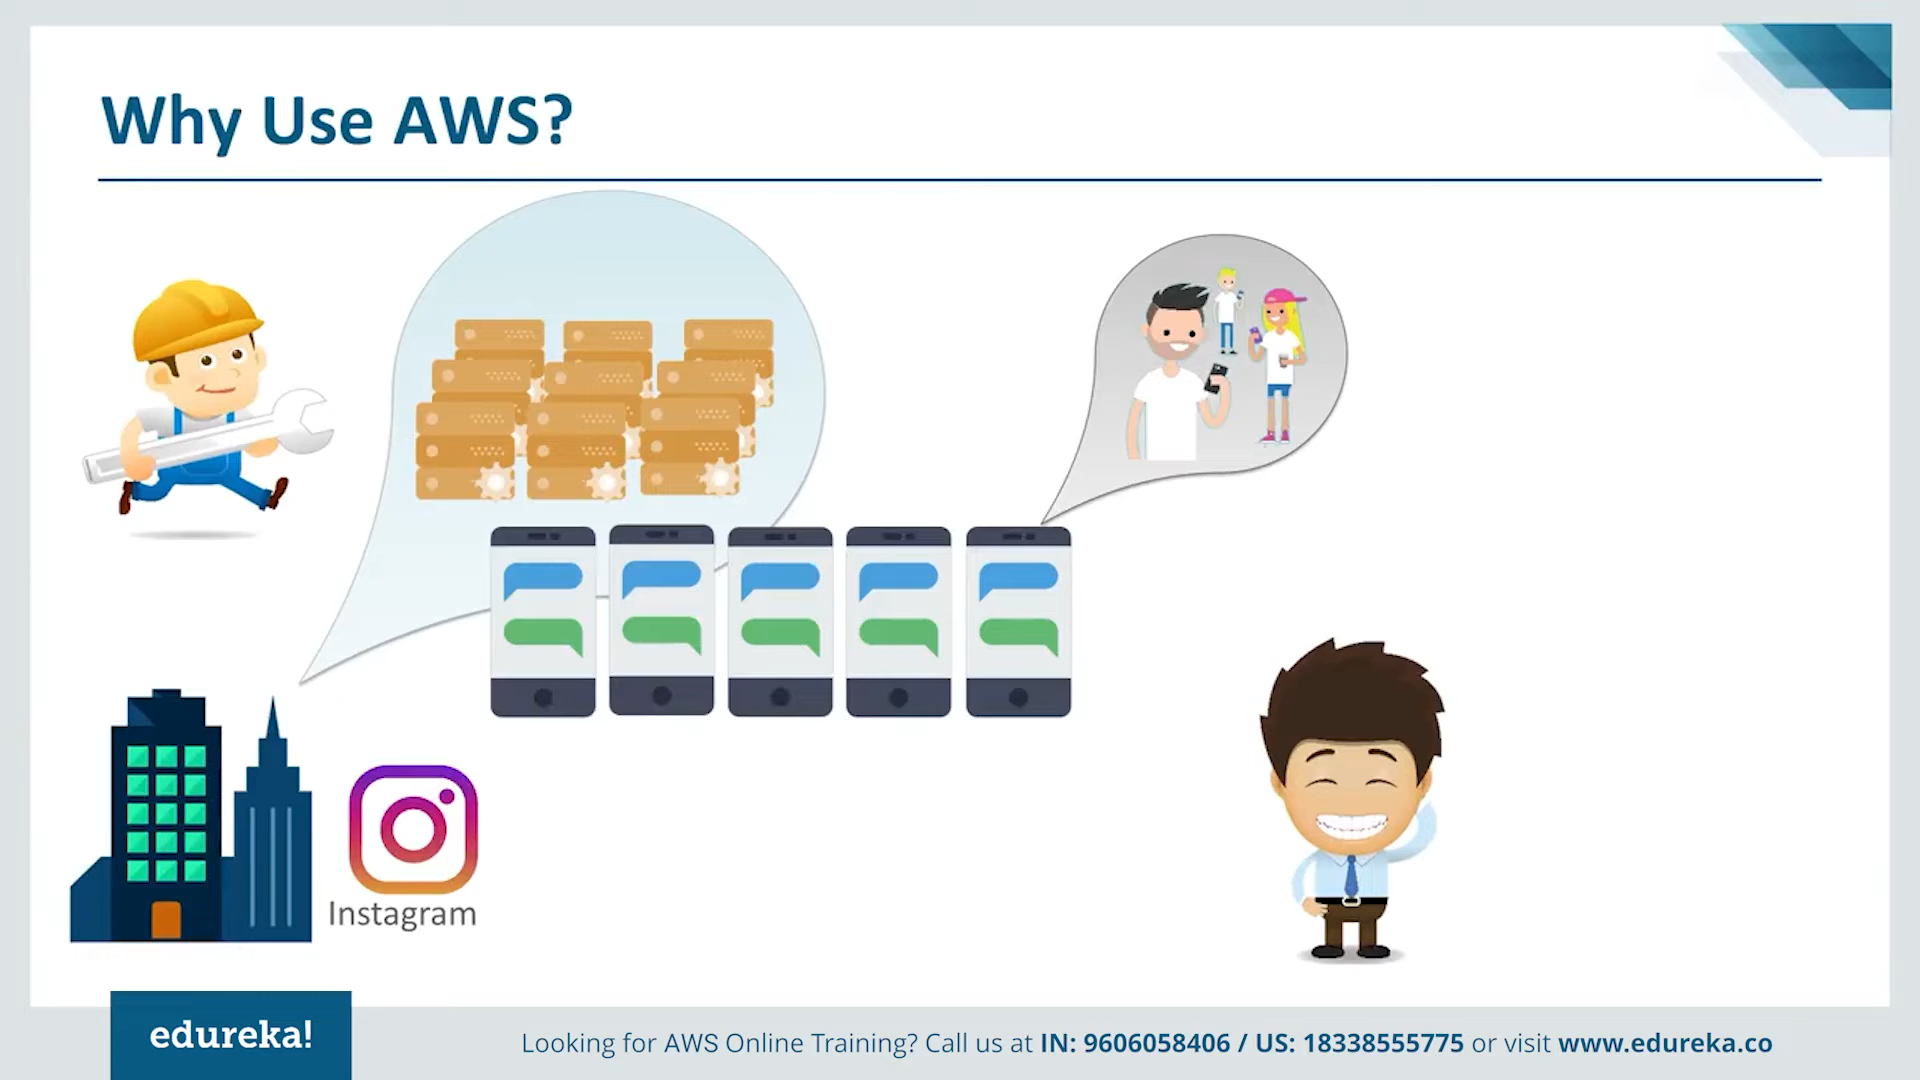 Why Use AWS?
Instagram
edureka!
Looking for AWS Online Training? Call us at IN: 9606058406 / US: 18338555775 or visit www.edureka.co